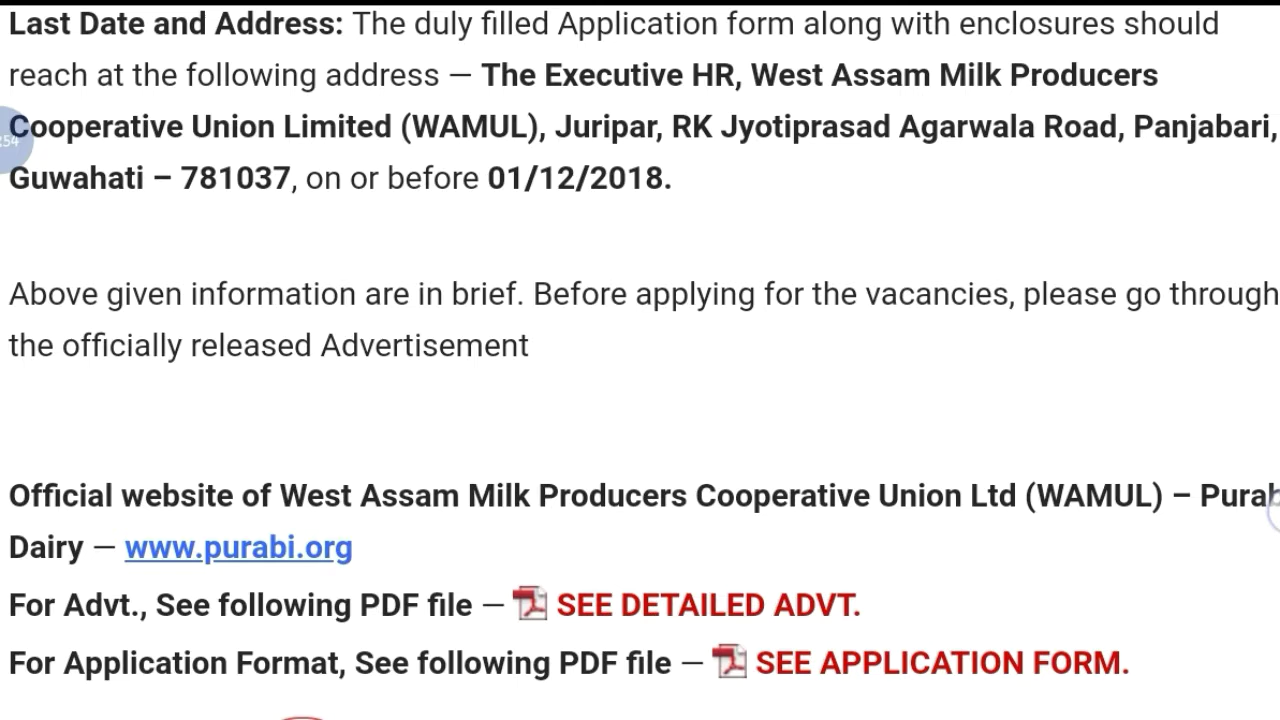 Last Date and Address: The duly filled Application form along with enclosures should
reach at the following address — The Executive HR, West Assam Milk Producers
Cooperative Union Limited (WAMUL), Juripar, RK Jyotiprasad Agarwala Road, Panjabari,
:54
Guwahati – 781037, on or before 01/12/2018.
Above given information are in brief. Before applying for the vacancies, please go through
the officially released Advertisement
Official website of West Assam Milk Producers Cooperative Union Ltd (WAMUL) – Purab
Dairy — www.purabi.org
For Advt., See following PDF file — SEE DETAILED ADVT.
For Application Format, See following PDF file — SEE APPLICATION FORM.